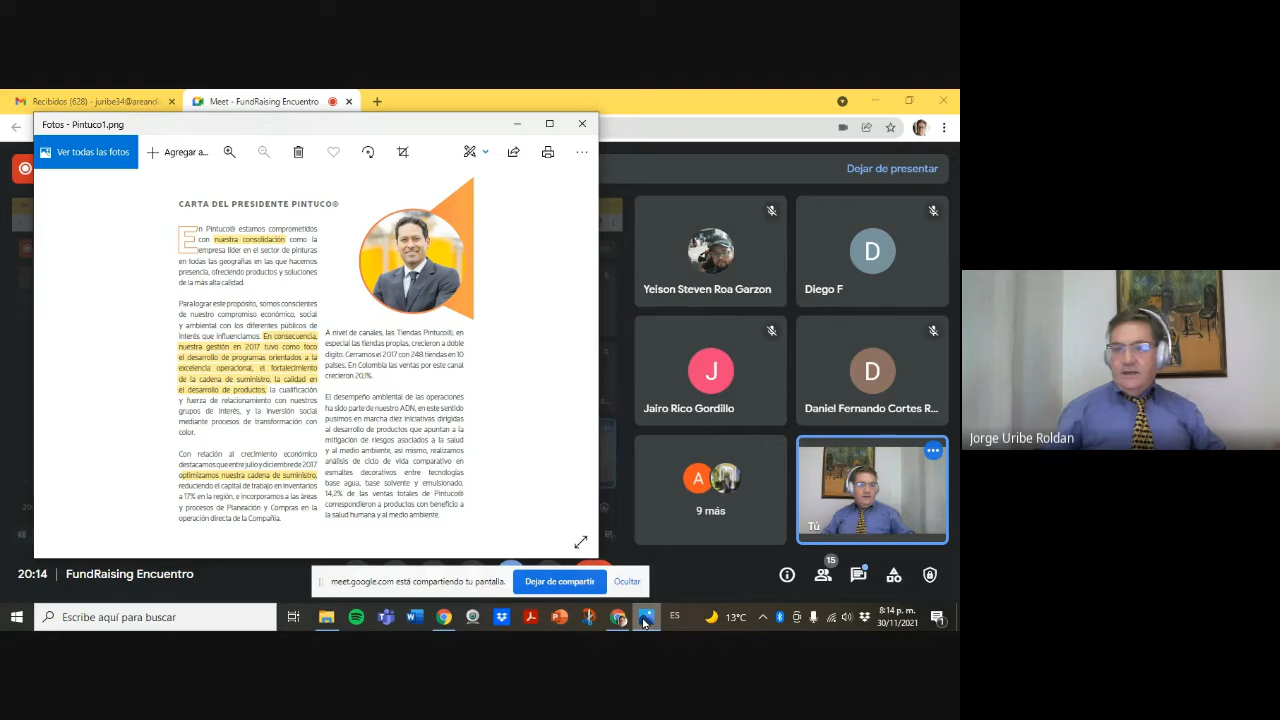 Recibidos (628) - juribe34@areandi
Meet - FundRaising Encuentro
Fotos - Pintuco1.png
Ver todas las fotos
Agregar a...
Dejar de presentar
CARTA DEL PRESIDENTE PINTUCO®
En Pintuco® estamos comprometidos
con nuestra consolidación como la
empresa líder en el sector de pinturas
en todas las geografías en las que hacemos
presencia, ofreciendo productos y soluciones
de la más alta calidad.
Para lograr este propósito, somos conscientes
de nuestro compromiso económico, social
y ambiental con los diferentes públicos de
interés que influenciamos. En consecuencia,
nuestra gestión en 2017 tuvo como foco
el desarrollo de programas orientados a la
excelencia operacional, el fortalecimiento
de la cadena de suministro, la calidad en
el desarrollo de productos, la cualificación
y fuerza de relacionamiento con nuestros
grupos de interés, y la inversión social
mediante procesos de transformación con
color.
Con relación al crecimiento económico
destacamos que entre julio y diciembre de 2017
optimizamos nuestra cadena de suministro,
reduciendo el capital de trabajo en inventarios
a 17% en la región, e incorporamos a las áreas
y procesos de Planeación y Compras en la
operación directa de la Compañía.
A nivel de canales, las Tiendas Pintuco®, en
especial las tiendas propias, crecieron a doble
dígito. Cerramos el 2017 con 248 tiendas en 10
países. En Colombia las ventas por este canal
crecieron 20,1%.
El desempeño ambiental de las operaciones
ha sido parte de nuestro ADN, en este sentido
pusimos en marcha diez iniciativas dirigidas
al desarrollo de productos que apuntan a la
mitigación de riesgos asociados a la salud
y al medio ambiente, así mismo, realizamos
análisis de ciclo de vida comparativo en
esmaltes decorativos entre tecnologías
base agua, base solvente y emulsionado.
14,2% de las ventas totales de Pintuco®
correspondieron a productos con beneficio a
la salud humana y al medio ambiente.
Yeison Steven Roa Garzon
D
Diego F
J
Jairo Rico Gordillo
D
Daniel Fernando Cortes R...
A
9 más
Tú
Jorge Uribe Roldan
20:14
FundRaising Encuentro
meet.google.com está compartiendo tu pantalla.
Dejar de compartir
Ocultar
15
Escribe aquí para buscar
ES
13°C
8:14 p. m.
30/11/2021
1